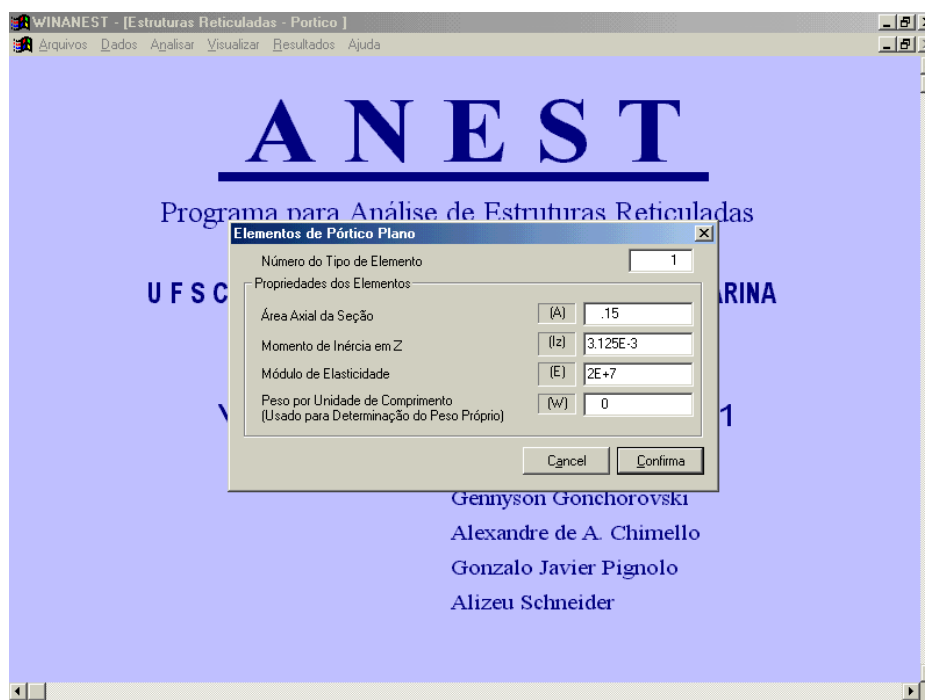 WINANEST - [Estruturas Reticuladas - Portico ]
Arquivos Dados Analisar Visualizar Resultados Ajuda
ANEST
Programa para Análise de Estruturas Reticuladas
Elementos de Pórtico Plano
Número do Tipo de Elemento 1
UFSC RINA
Propriedades dos Elementos
Área Axial da Seção (A) .15
Momento de Inércia em Z (Iz) 3.125E-3
Módulo de Elasticidade (E) 2E+7
Peso por Unidade de Comprimento
(Usado para Determinação do Peso Próprio) (W) 0
1
Cancel Confirma
Gennyson Gonchorovski
Alexandre de A. Chimello
Gonzalo Javier Pignolo
Alizeu Schneider